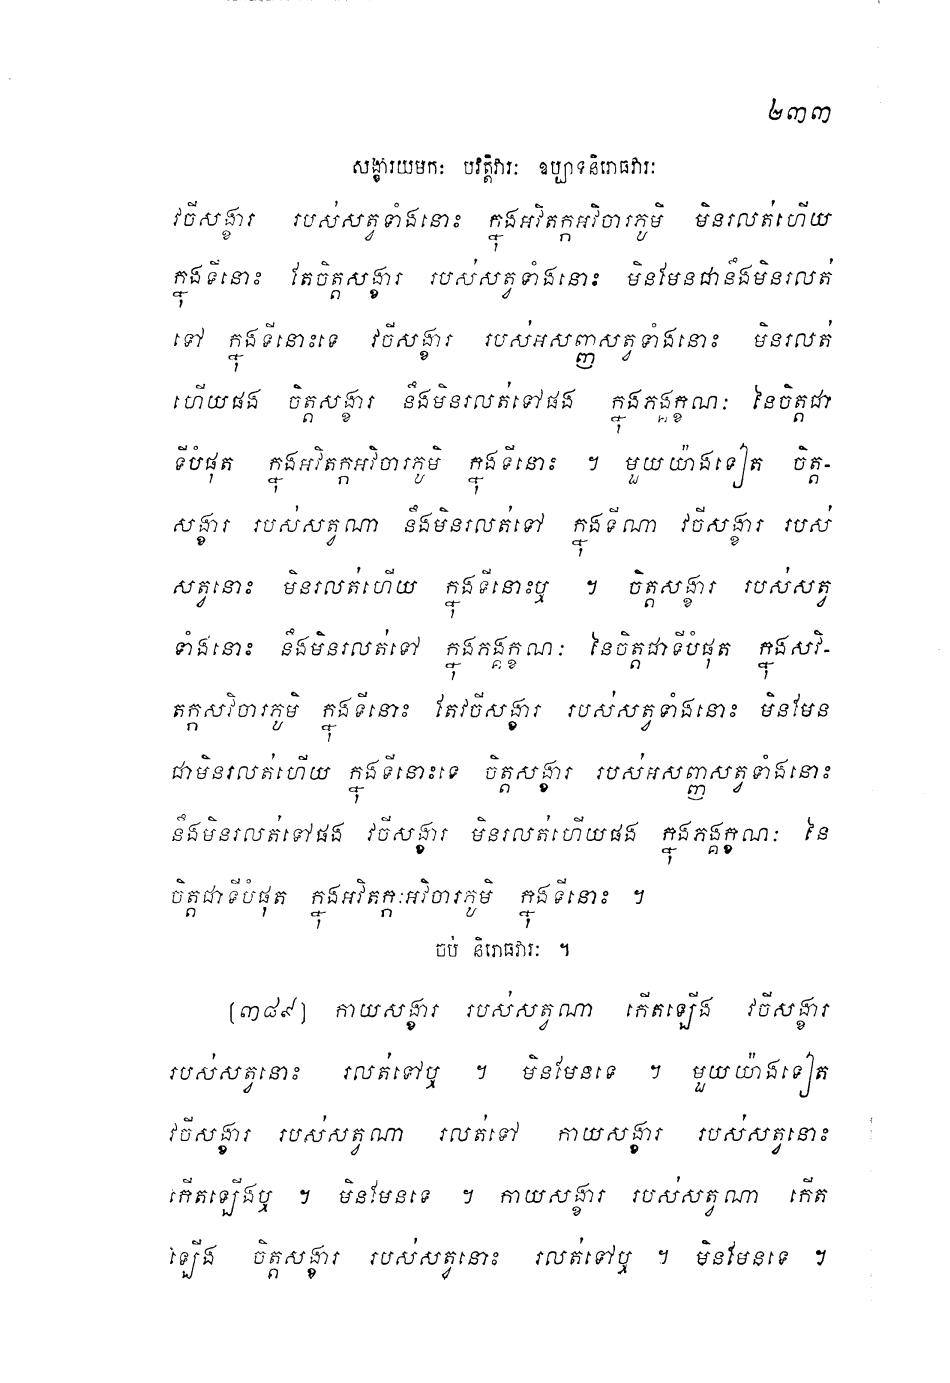 ២៣៣
សង្ខារយមកៈ បវត្តិវារៈ ឧប្បាទនិរោធវារៈ
វចីសង្ខារ របស់សត្វទាំងនោះ ក្នុងអវិតក្កអវិចារភូមិ មិនរលត់ហើយ
ក្នុងទីនោះ តែចិត្តសង្ខារ របស់សត្វទាំងនោះ មិនមែនជានឹងមិនរលត់
ទៅ ក្នុងទីនោះទេ វចីសង្ខារ របស់អសញ្ញសត្វទាំងនោះ មិនរលត់
ហើយផង ចិត្តសង្ខារ នឹងមិនរលត់ទៅផង ក្នុងភង្គក្ខណៈ នៃចិត្តជា
ទីបំផុត ក្នុងអវិតក្កអវិចារភូមិ ក្នុងទីនោះ ។ មួយយ៉ាងទៀត ចិត្ត-
សង្ខារ របស់សត្វណា នឹងមិនរលត់ទៅ ក្នុងទីណា វចីសង្ខារ របស់
សត្វនោះ មិនរលត់ហើយ ក្នុងទីនោះឬ ។ ចិត្តសង្ខារ របស់សត្វ
ទាំងនោះ នឹងមិនរលត់ទៅ ក្នុងភង្គក្ខណៈ នៃចិត្តជាទីបំផុត ក្នុងសវិ-
តក្កសវិចារភូមិ ក្នុងទីនោះ តែវចីសង្ខារ របស់សត្វទាំងនោះ មិនមែន
ជាមិនរលត់ហើយ ក្នុងទីនោះទេ ចិត្តសង្ខារ របស់អសញ្ញសត្វទាំងនោះ
នឹងមិនរលត់ទៅផង វចីសង្ខារ មិនរលត់ហើយផង ក្នុងភង្គក្ខណៈ នៃ
ចិត្តជាទីបំផុត ក្នុងអវិតក្កៈអវិចារភូមិ ក្នុងទីនោះ ។
ចប់ និរោធវារៈ ។
(៣៨៩) កាយសង្ខារ របស់សត្វណា កើតឡើង វចីសង្ខារ
របស់សត្វនោះ រលត់ទៅឬ ។ មិនមែនទេ ។ មួយយ៉ាងទៀត
វចីសង្ខារ របស់សត្វណា រលត់ទៅ កាយសង្ខារ របស់សត្វនោះ
កើតឡើងឬ ។ មិនមែនទេ ។ កាយសង្ខារ របស់សត្វណា កើត
ឡើង ចិត្តសង្ខារ របស់សត្វនោះ រលត់ទៅឬ ។ មិនមែនទេ ។